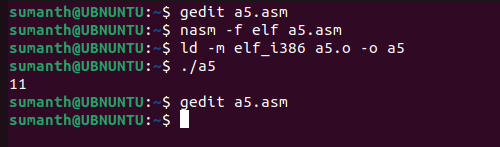 sumanth@UBNUNTU:~$ gedit a5.asm
sumanth@UBNUNTU:~$ nasm -f elf a5.asm
sumanth@UBNUNTU:~$ ld -m elf_i386 a5.o -o a5
sumanth@UBNUNTU:~$ ./a5
11
sumanth@UBNUNTU:~$ gedit a5.asm
sumanth@UBNUNTU:~$